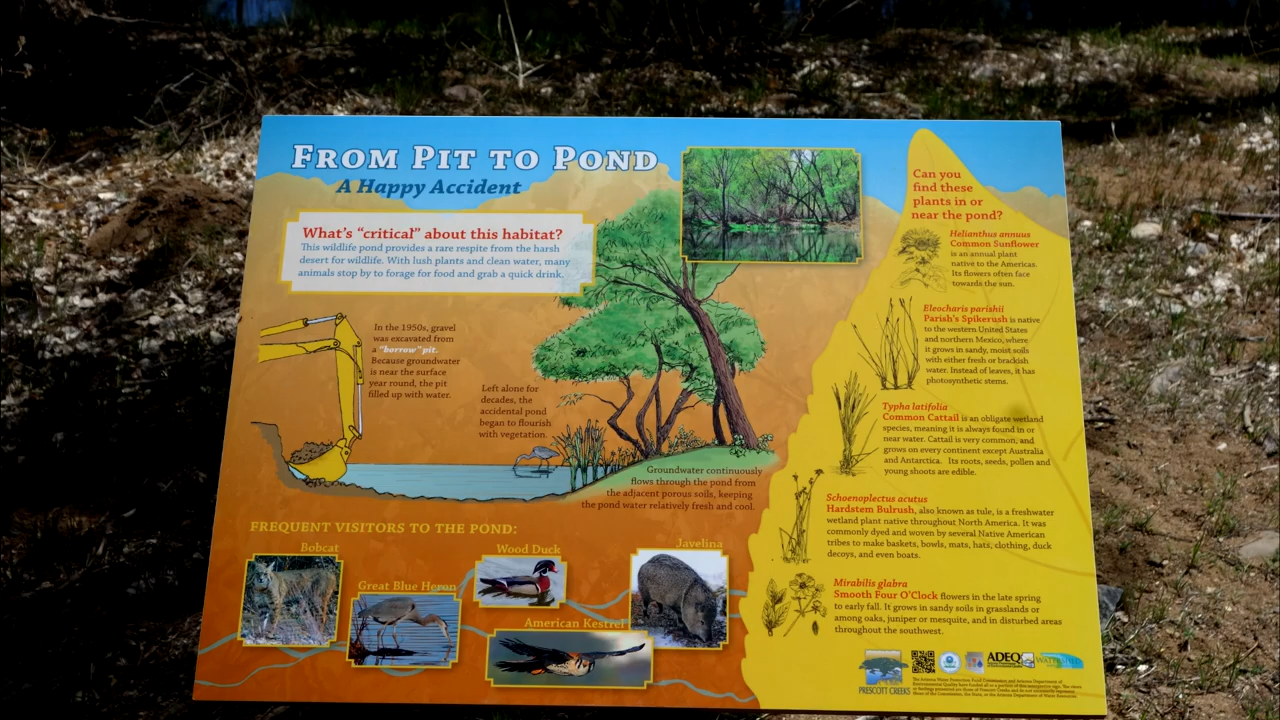 From Pit to Pond
A Happy Accident
What's "critical" about this habitat?
This wildlife pond provides a rare respite from the harsh
desert for wildlife. With lush plants and clean water, many
animals stop by to forage for food and grab a quick drink.
In the 1950s, gravel
was excavated from
a "borrow" pit.
Because groundwater
is near the surface
year round, the pit
filled up with water.
Left alone for
decades, the
accidental pond
began to flourish
with vegetation.
Groundwater continuously
flows through the pond from
the adjacent porous soils, keeping
the pond water relatively fresh and cool.
FREQUENT VISITORS TO THE POND:
Bobcat
Great Blue Heron
Wood Duck
American Kestrel
Javelina
Can you
find these
plants in or
near the pond?
Helianthus annuus
Common Sunflower
is an annual plant
native to the Americas.
Its flowers often face
towards the sun.
Eleocharis parishii
Parish's Spikerush is native
to the western United States
and northern Mexico, where
it grows in sandy, moist soils
with either fresh or brackish
water. Instead of leaves, it has
photosynthetic stems.
Typha latifolia
Common Cattail is an obligate wetland
species, meaning it is always found in or
near water. Cattail is very common, and
grows on every continent except Australia
and Antarctica. Its roots, seeds, pollen and
young shoots are edible.
Schoenoplectus acutus
Hardstem Bulrush, also known as tule, is a freshwater
wetland plant native throughout North America. It was
commonly dyed and woven by several Native American
tribes to make baskets, bowls, mats, hats, clothing, duck
decoys, and even boats.
Mirabilis glabra
Smooth Four O'Clock flowers in the late spring
to early fall. It grows in sandy soils in grasslands or
among oaks, juniper or mesquite, and in disturbed areas
throughout the southwest.
PRESCOTT CREEKS
ADEQ